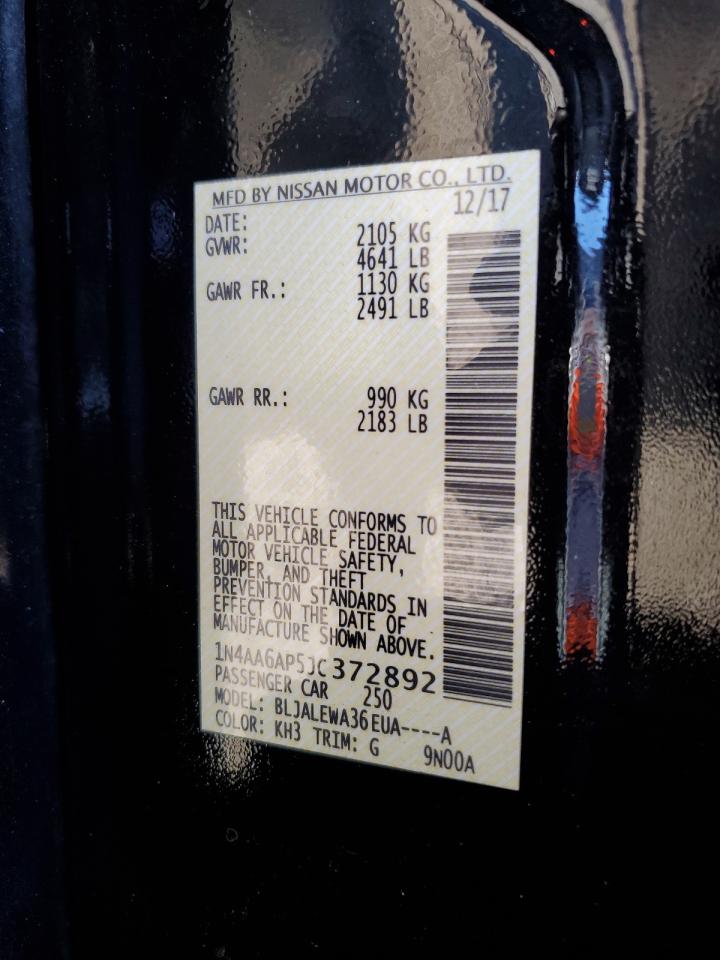 MFD BY NISSAN MOTOR CO., LTD.
DATE: 12/17
GVWR: 2105 KG
4641 LB
GAWR FR.: 1130 KG
2491 LB
GAWR RR.: 990 KG
2183 LB
THIS VEHICLE CONFORMS TO
ALL APPLICABLE FEDERAL
MOTOR VEHICLE SAFETY,
BUMPER, AND THEFT
PREVENTION STANDARDS IN
EFFECT ON THE DATE OF
MANUFACTURE SHOWN ABOVE.
1N4AA6AP5JC372892
PASSENGER CAR 250
MODEL: BLJALEWA36EUA----A
COLOR: KH3 TRIM: G 9N00A